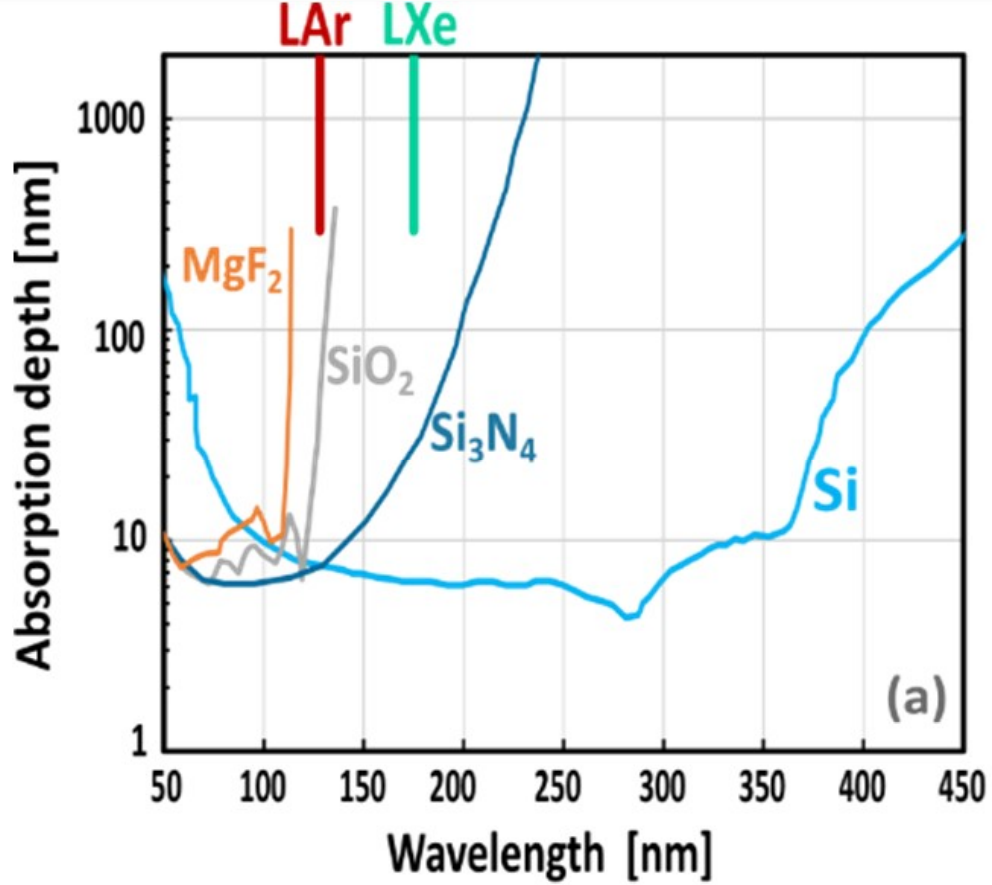 LAr LXe
Absorption depth [nm]
1000
100
10
1
MgF₂
SiO₂
Si₃N₄
Si
(a)
50 100 150 200 250 300 350 400 450
Wavelength [nm]